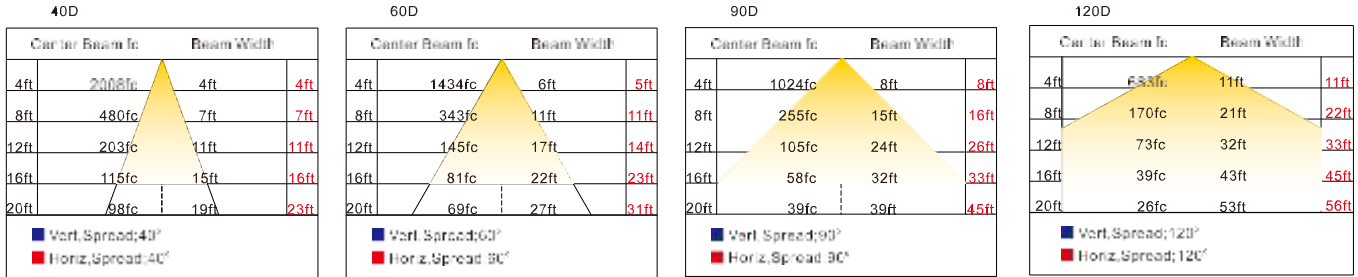 40D
Center Beam fc Beam Width
4ft 2008fc 4ft 4ft
8ft 480fc 7ft 7ft
12ft 203fc 11ft 11ft
16ft 115fc 15ft 16ft
20ft 98fc 19ft 23ft
Vert,Spread;40°
Horiz,Spread;40°
60D
Center Beam fc Beam Width
4ft 1434fc 6ft 5ft
8ft 343fc 11ft 11ft
12ft 145fc 17ft 14ft
16ft 81fc 22ft 23ft
20ft 69fc 27ft 31ft
Vert,Spread;60°
Horiz,Spread;60°
90D
Center Beam fc Beam Width
4ft 1024fc 8ft 8ft
8ft 255fc 15ft 16ft
12ft 105fc 24ft 26ft
16ft 58fc 32ft 33ft
20ft 39fc 39ft 45ft
Vert,Spread;90°
Horiz,Spread;90°
120D
Center Beam fc Beam Width
4ft 683fc 11ft 11ft
8ft 170fc 21ft 22ft
12ft 73fc 32ft 33ft
16ft 39fc 43ft 45ft
20ft 26fc 53ft 56ft
Vert,Spread;120°
Horiz,Spread;120°